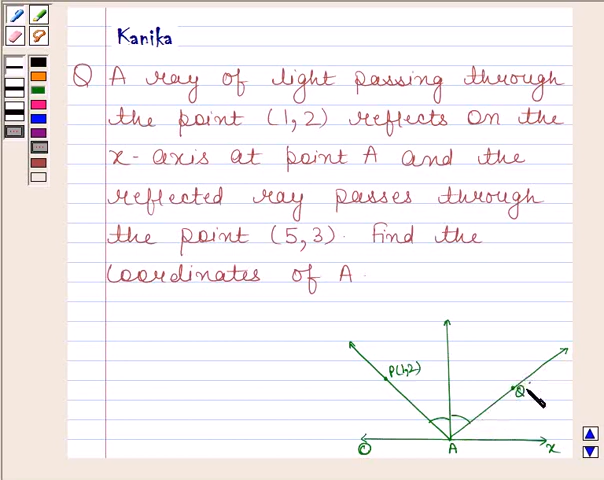 Kanika
Q A ray of light passing through
the point (1,2) reflects on the
x-axis at point A and the
reflected ray passes through
the point (5,3). Find the
coordinates of A.
P(1,2)
Q
O A x